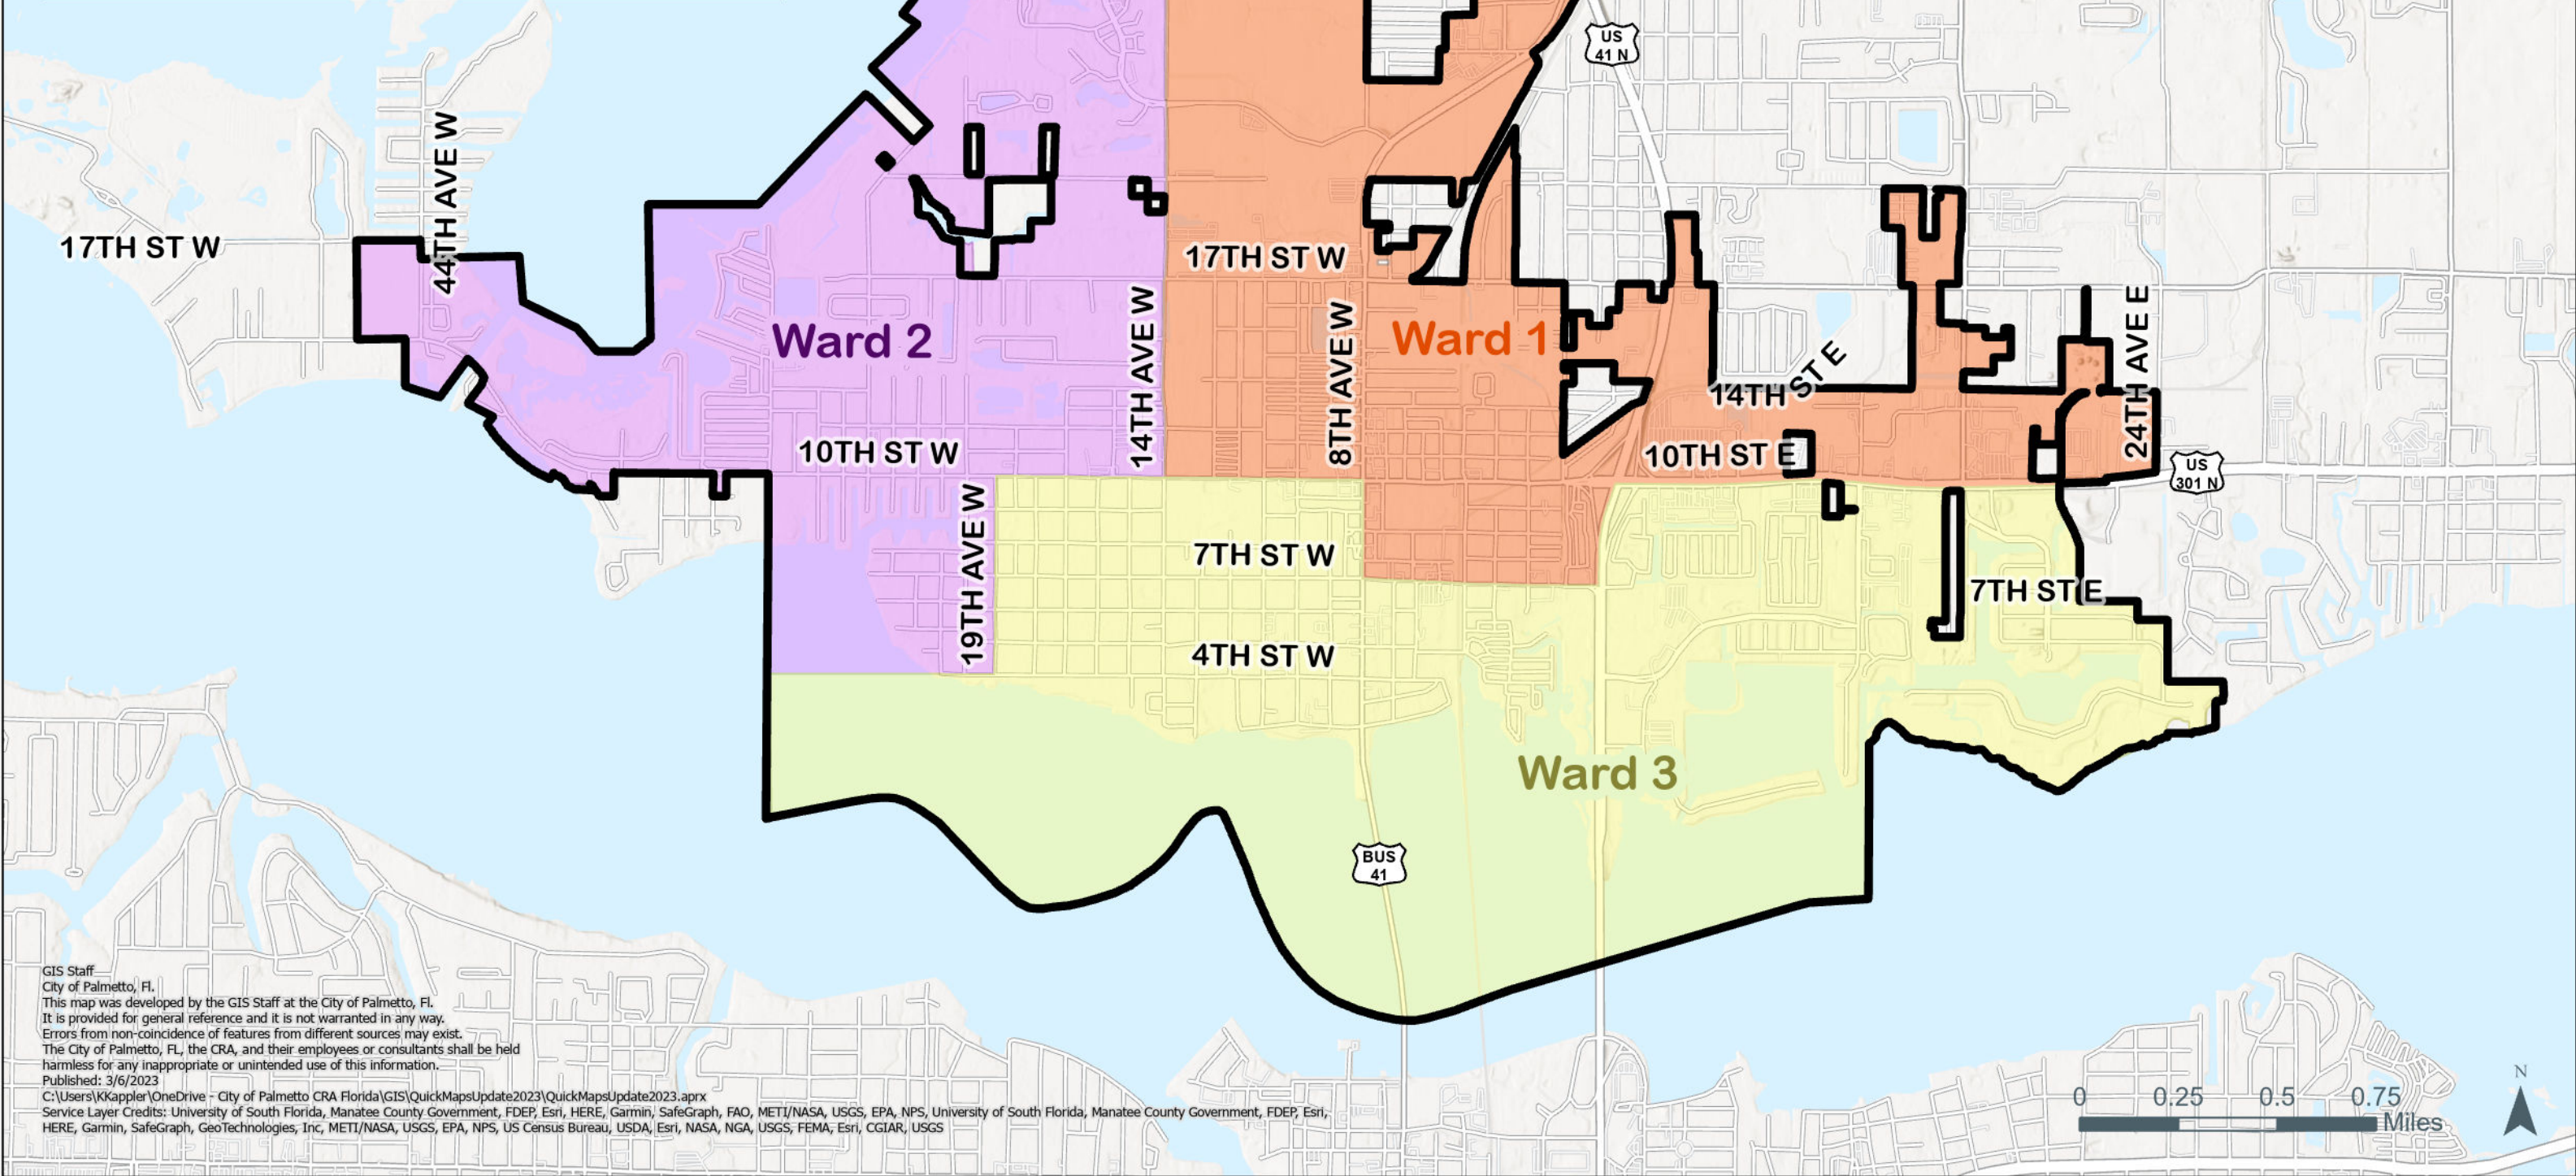 US
41 N
44TH AVE W
17TH ST W
17TH ST W
14TH AVE W
8TH AVE W
24TH AVE E
Ward 2
Ward 1
14TH ST E
10TH ST W
10TH ST E
US
301 N
19TH AVE W
7TH ST W
7TH ST E
4TH ST W
Ward 3
BUS
41
GIS Staff
City of Palmetto, Fl.
This map was developed by the GIS Staff at the City of Palmetto, Fl.
It is provided for general reference and it is not warranted in any way.
Errors from non-coincidence of features from different sources may exist.
The City of Palmetto, FL, the CRA, and their employees or consultants shall be held
harmless for any inappropriate or unintended use of this information.
Published: 3/6/2023
C:\Users\KKappler\OneDrive - City of Palmetto CRA Florida\GIS\QuickMapsUpdate2023\QuickMapsUpdate2023.aprx
Service Layer Credits: University of South Florida, Manatee County Government, FDEP, Esri, HERE, Garmin, SafeGraph, FAO, METI/NASA, USGS, EPA, NPS, University of South Florida, Manatee County Government, FDEP, Esri,
HERE, Garmin, SafeGraph, GeoTechnologies, Inc, METI/NASA, USGS, EPA, NPS, US Census Bureau, USDA, Esri, NASA, NGA, USGS, FEMA, Esri, CGIAR, USGS
0 0.25 0.5 0.75
Miles
N